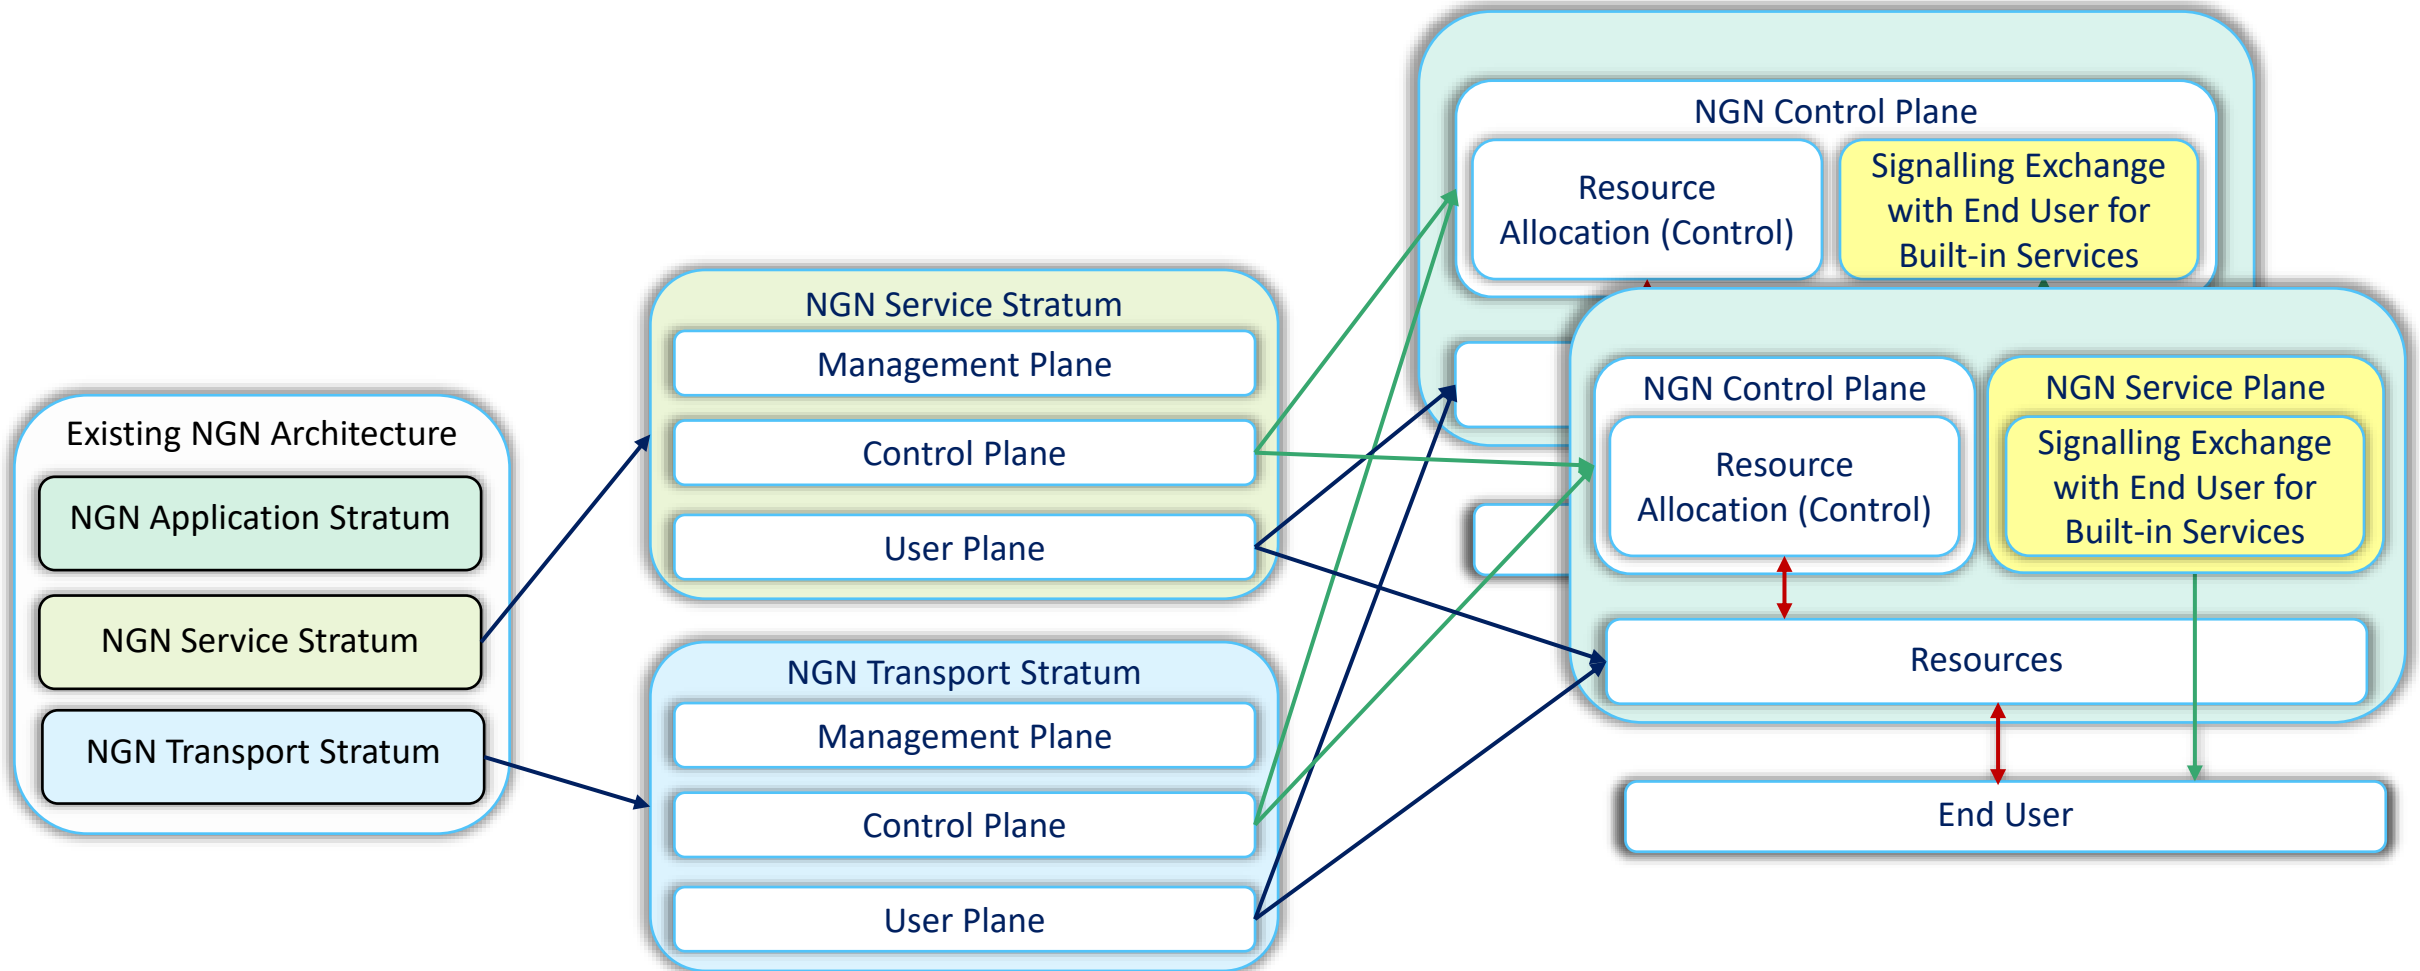 Existing NGN Architecture
NGN Application Stratum
NGN Service Stratum
NGN Transport Stratum
NGN Service Stratum
Management Plane
Control Plane
User Plane
NGN Transport Stratum
Management Plane
Control Plane
User Plane
NGN Control Plane
Resource
Allocation (Control)
Signalling Exchange
with End User for
Built-in Services
NGN Control Plane
Resource
Allocation (Control)
NGN Service Plane
Signalling Exchange
with End User for
Built-in Services
Resources
End User